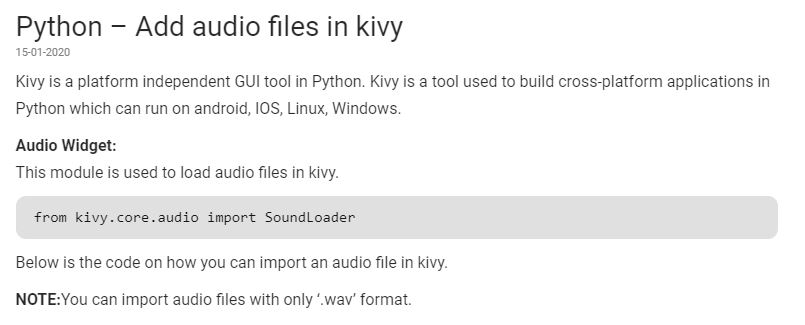 Python – Add audio files in kivy
15-01-2020
Kivy is a platform independent GUI tool in Python. Kivy is a tool used to build cross-platform applications in
Python which can run on android, IOS, Linux, Windows.
Audio Widget:
This module is used to load audio files in kivy.
from kivy.core.audio import SoundLoader
Below is the code on how you can import an audio file in kivy.
NOTE:You can import audio files with only ‘.wav’ format.